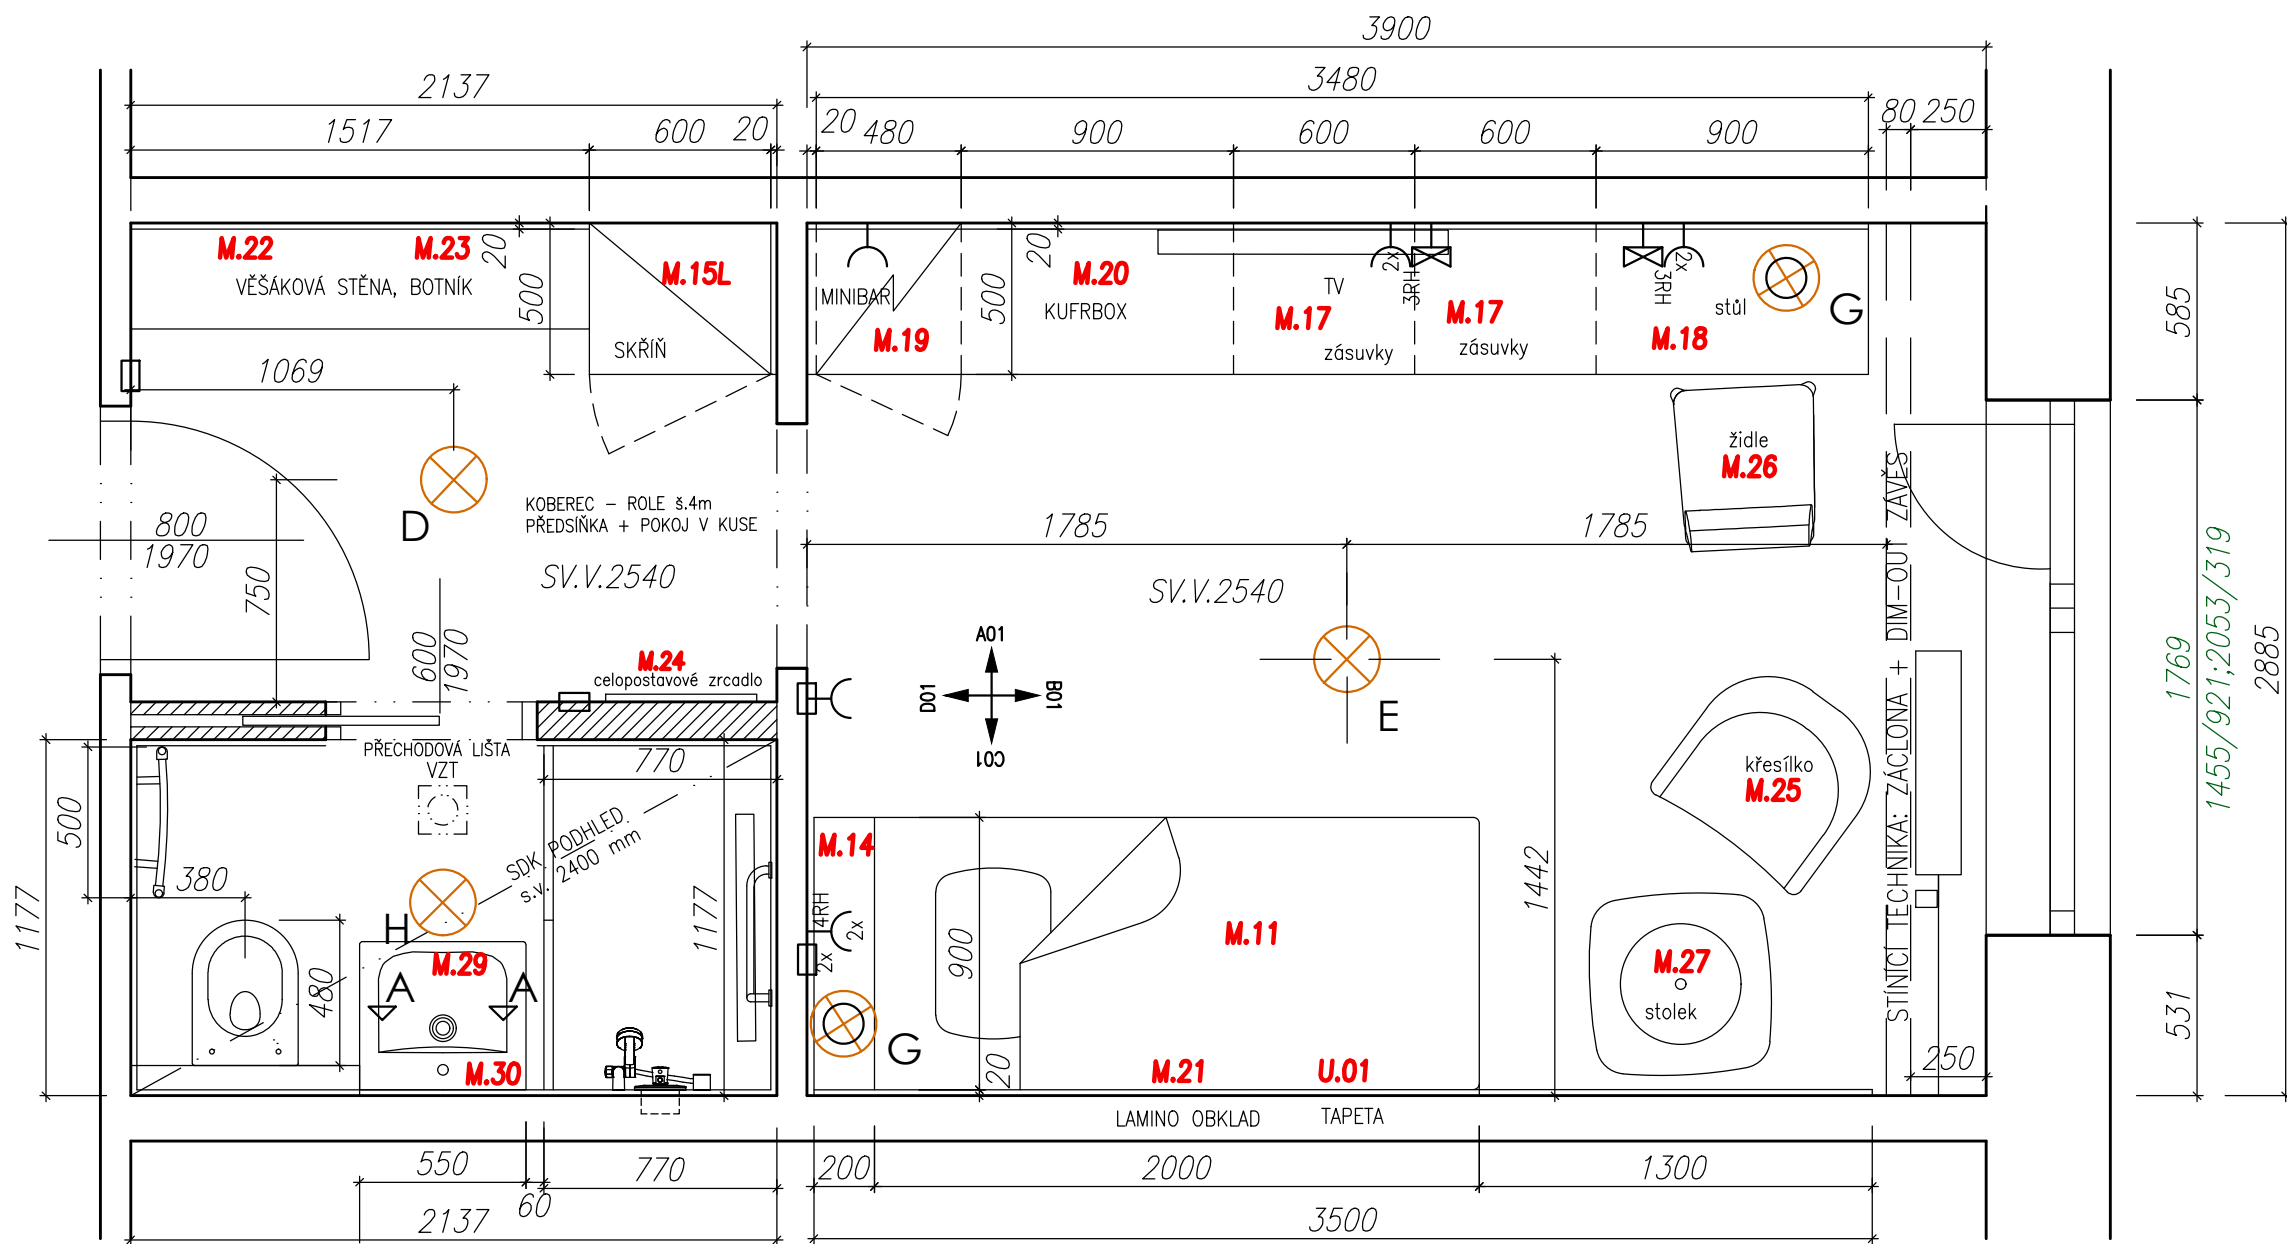 3900
2137
3480
1517
600
20
20
480
900
600
600
900
80
250
M.22
M.23
VĚŠÁKOVÁ STĚNA, BOTNÍK
20
500
M.15L
SKŘÍŇ
MINIBAR
M.19
500
20
M.20
KUFRBOX
TV
M.17
zásuvky
2x
3RH
M.17
zásuvky
3RH
2x
stůl
M.18
G
585
1069
D
KOBEREC – ROLE š.4m
PŘEDSÍŇKA + POKOJ V KUSE
SV.V.2540
800
1970
750
600
1970
M.24
celopostavové zrcadlo
1785
1785
SV.V.2540
židle
M.26
A01
B01
C01
D01
E
křesílko
M.25
STÍNÍCÍ TECHNIKA: ZÁCLONA + DIM-OU ZÁVĚS
1769
1455/921;2053/319
2885
PŘECHODOVÁ LIŠTA
VZT
770
500
380
SDK PODHLED
s.v. 2400 mm
1177
H
480
M.29
A
A
M.30
1177
M.14
4RH
2x
2x
G
900
20
M.11
M.21
U.01
1442
M.27
stolek
250
531
LAMINO OBKLAD
TAPETA
550
60
770
2137
200
2000
1300
3500